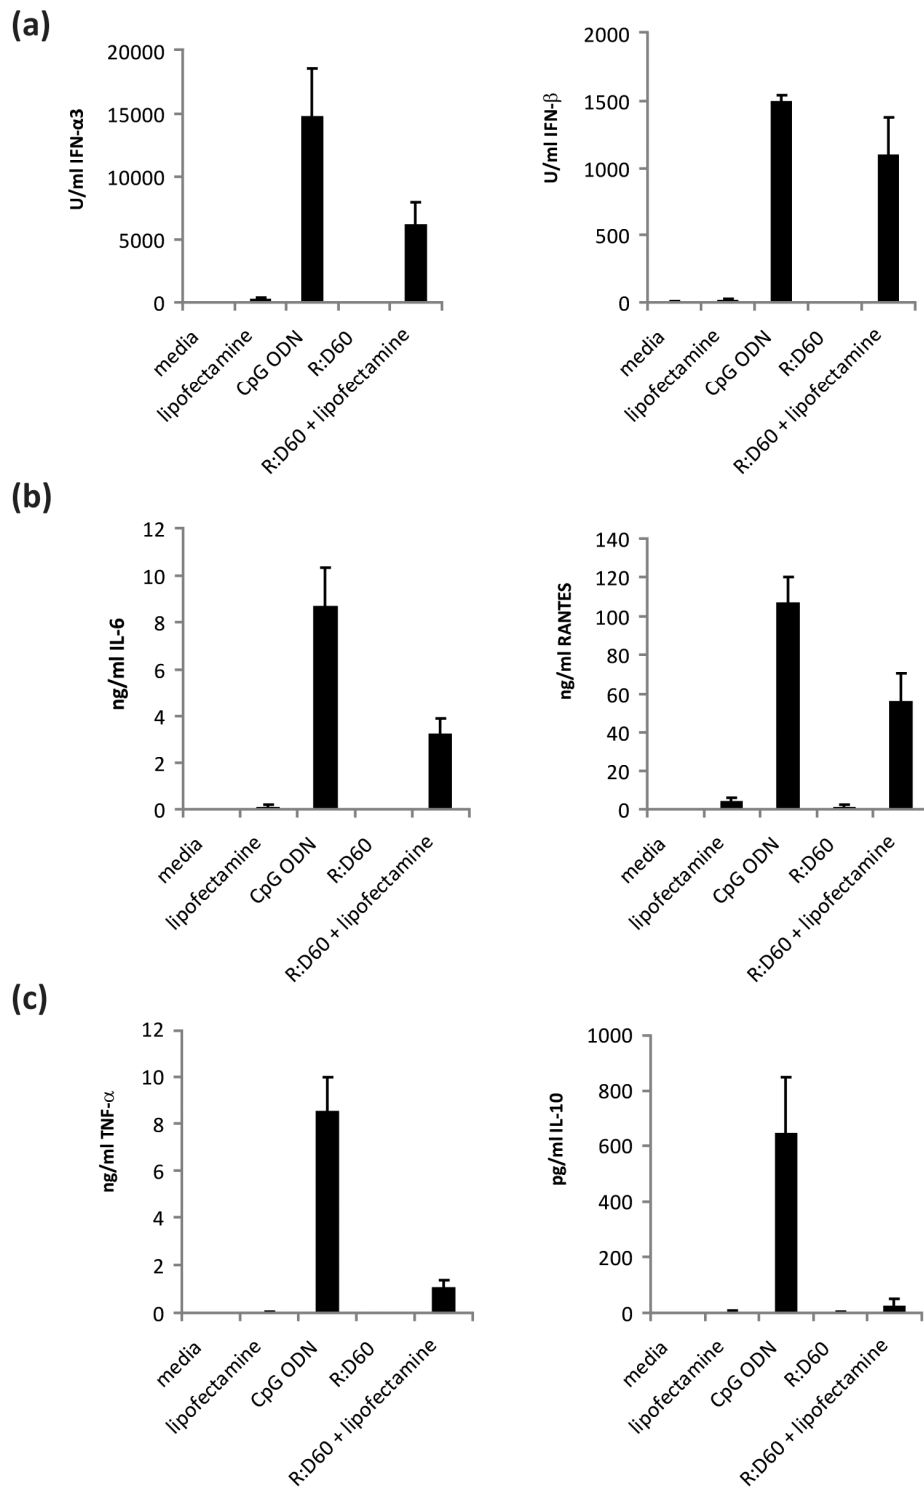 (a)
U/ml IFN-α3
20000
15000
10000
5000
0
media
lipofectamine
CpG ODN
R:D60
R:D60 + lipofectamine
U/ml IFN-β
2000
1500
1000
500
0
media
lipofectamine
CpG ODN
R:D60
R:D60 + lipofectamine
(b)
ng/ml IL-6
12
10
8
6
4
2
0
media
lipofectamine
CpG ODN
R:D60
R:D60 + lipofectamine
ng/ml RANTES
140
120
100
80
60
40
20
0
media
lipofectamine
CpG ODN
R:D60
R:D60 + lipofectamine
(c)
ng/ml TNF-α
12
10
8
6
4
2
0
media
lipofectamine
CpG ODN
R:D60
R:D60 + lipofectamine
pg/ml IL-10
1000
800
600
400
200
0
media
lipofectamine
CpG ODN
R:D60
R:D60 + lipofectamine